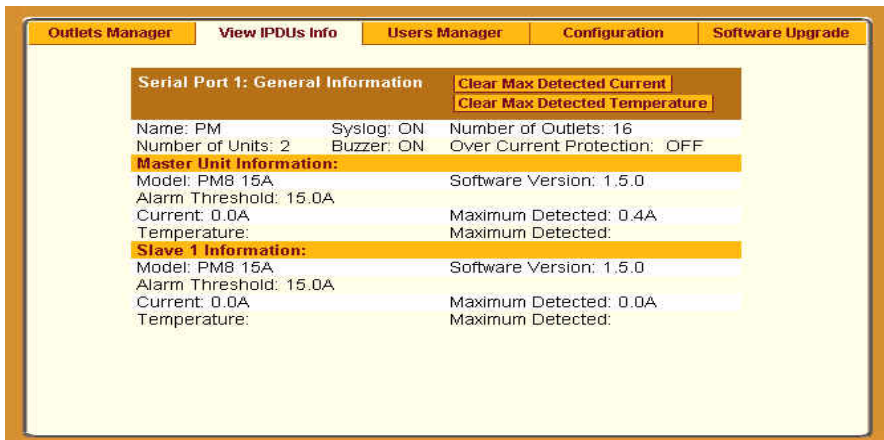 Outlets Manager View IPDUs Info Users Manager Configuration Software Upgrade
Serial Port 1: General Information Clear Max Detected Current
Clear Max Detected Temperature
Name: PM Syslog: ON Number of Outlets: 16
Number of Units: 2 Buzzer: ON Over Current Protection: OFF
Master Unit Information:
Model: PM8 15A Software Version: 1.5.0
Alarm Threshold: 15.0A
Current: 0.0A Maximum Detected: 0.4A
Temperature: Maximum Detected:
Slave 1 Information:
Model: PM8 15A Software Version: 1.5.0
Alarm Threshold: 15.0A
Current: 0.0A Maximum Detected: 0.0A
Temperature: Maximum Detected: